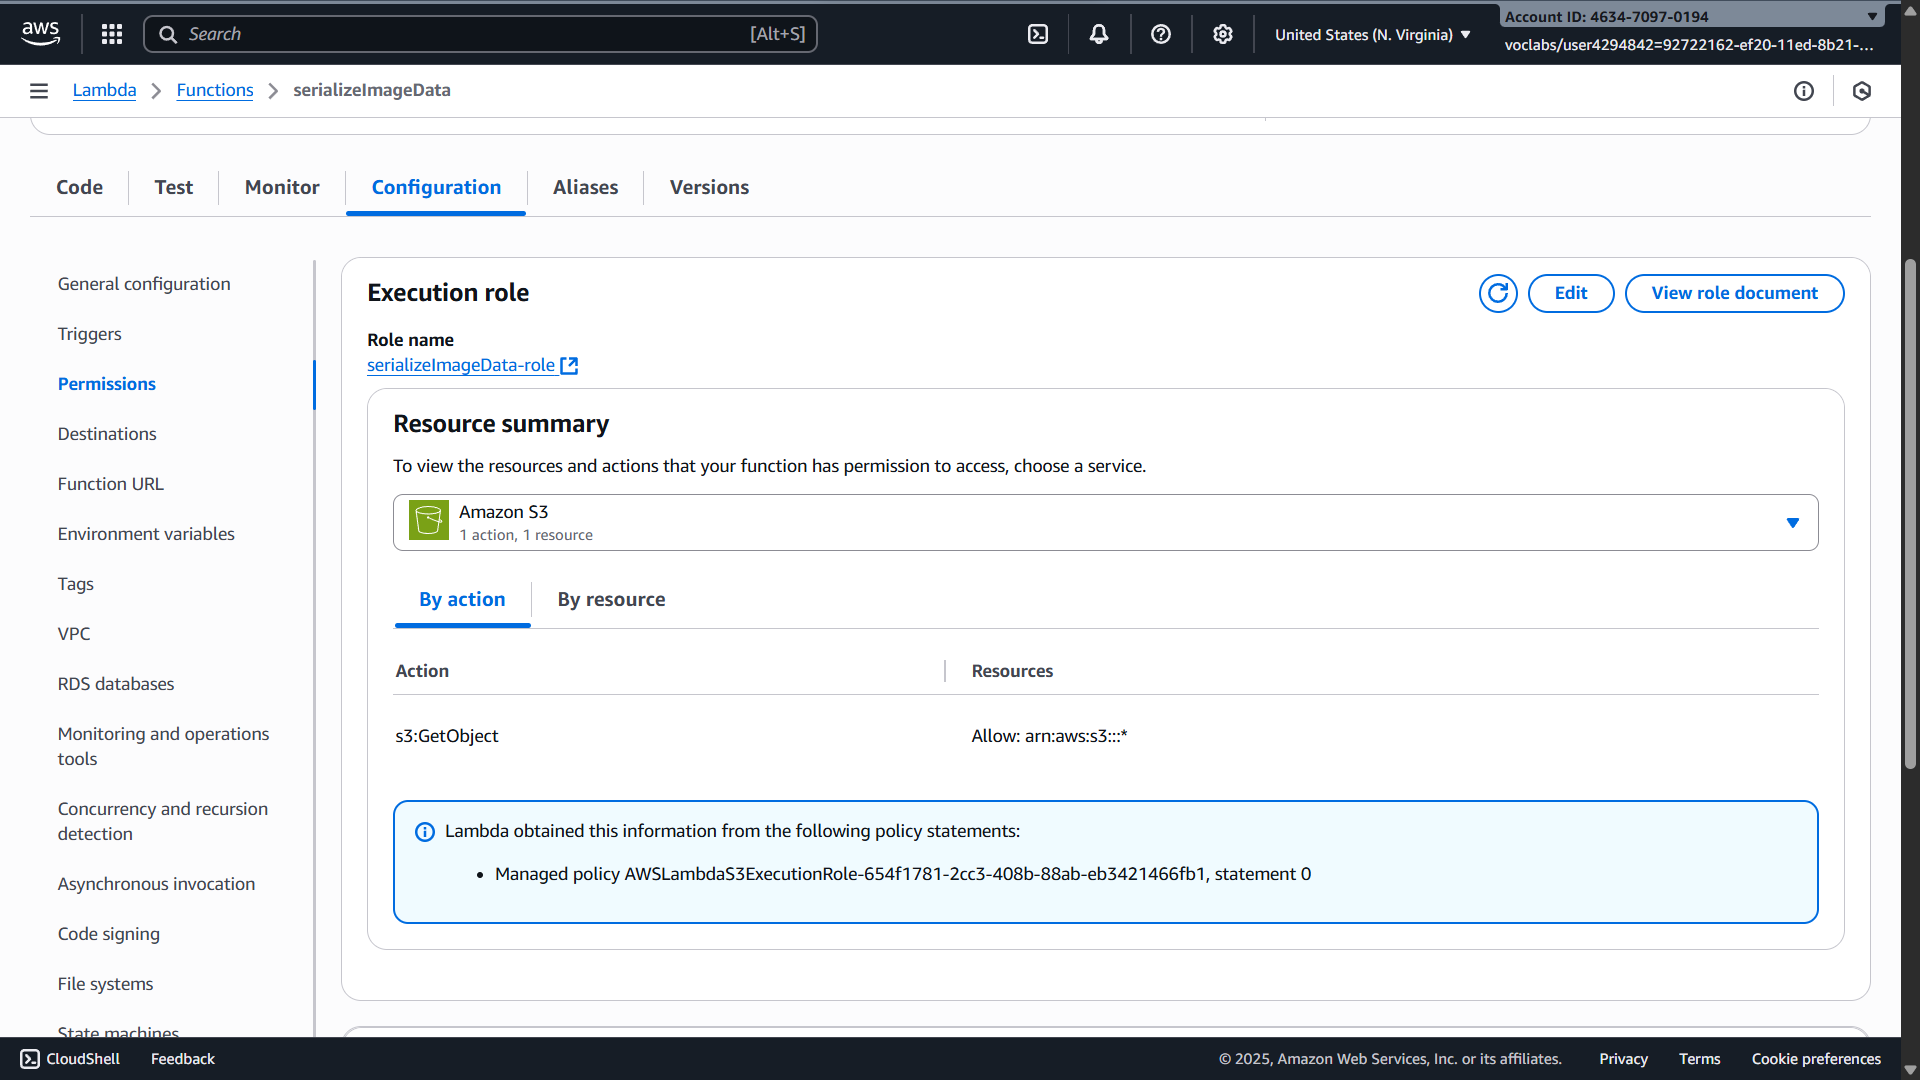 aws
Search
[Alt+S]
United States (N. Virginia)
Account ID: 4634-7097-0194
voclabs/user4294842=92722162-ef20-11ed-8b21-...
Lambda
Functions
serializeImageData
Code
Test
Monitor
Configuration
Aliases
Versions
General configuration
Triggers
Permissions
Destinations
Function URL
Environment variables
Tags
VPC
RDS databases
Monitoring and operations
tools
Concurrency and recursion
detection
Asynchronous invocation
Code signing
File systems
State machines
Execution role
Edit
View role document
Role name
serializeImageData-role
Resource summary
To view the resources and actions that your function has permission to access, choose a service.
Amazon S3
1 action, 1 resource
By action
By resource
Action
Resources
s3:GetObject
Allow: arn:aws:s3:::*
Lambda obtained this information from the following policy statements:
• Managed policy AWSLambdaS3ExecutionRole-654f1781-2cc3-408b-88ab-eb3421466fb1, statement 0
CloudShell
Feedback
© 2025, Amazon Web Services, Inc. or its affiliates.
Privacy
Terms
Cookie preferences